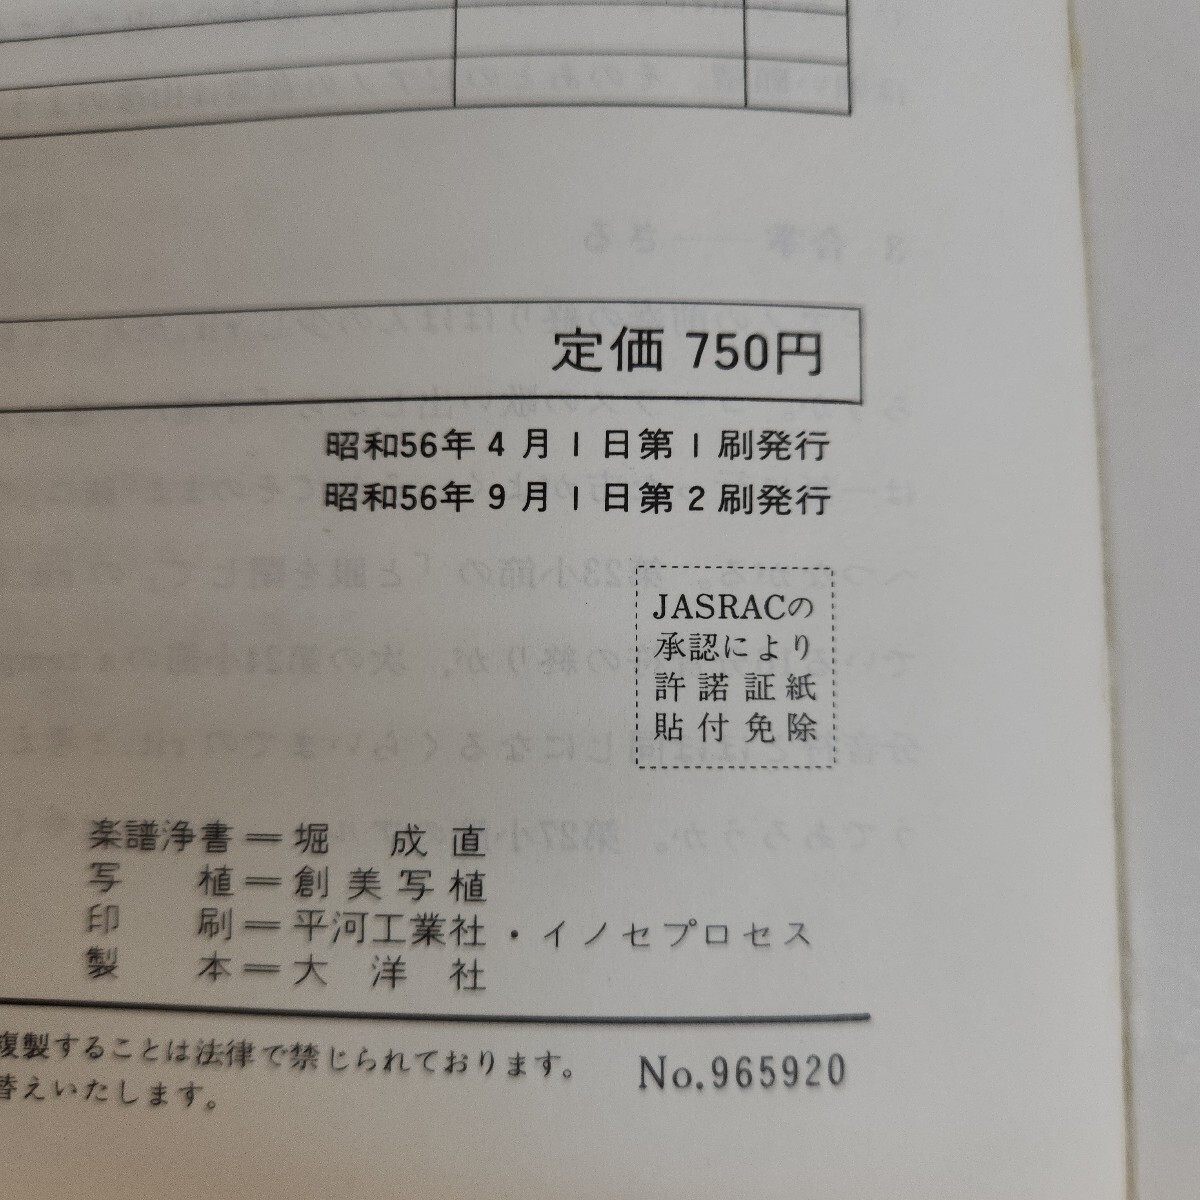 定価 750円
昭和56年4月1日第1刷発行
昭和56年9月1日第2刷発行
JASRACの
承認により
許諾証紙
貼付免除
楽譜浄書＝堀 成直
写 植＝創美写植
印 刷＝平河工業社・イノセプロセス
製 本＝大洋社
複製することは法律で禁じられております。
替えいたします。
No.965920